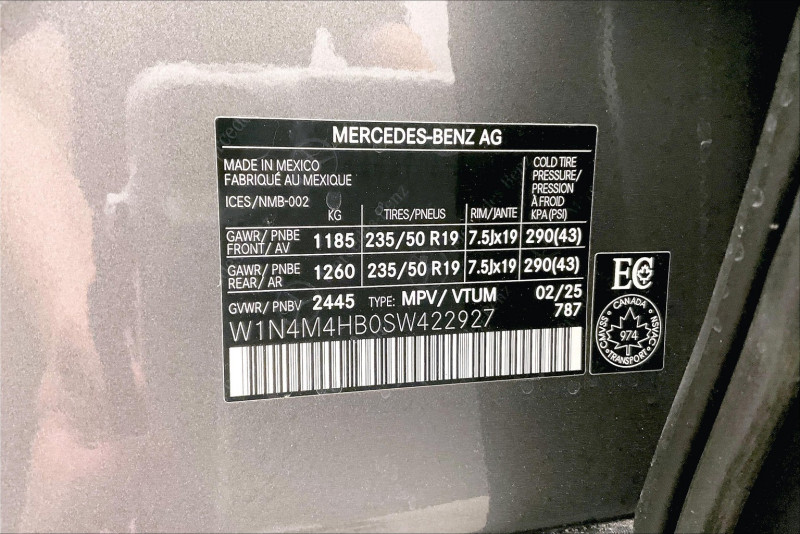 MERCEDES-BENZ AG
MADE IN MEXICO
FABRIQUÉ AU MEXIQUE
ICES/NMB-002
KG TIRES/PNEUS RIM/JANTE
COLD TIRE
PRESSURE/
PRESSION
À FROID
KPA (PSI)
GAWR/ PNBE
FRONT/ AV 1185 235/50 R19 7.5Jx19 290(43)
GAWR/ PNBE
REAR/ AR 1260 235/50 R19 7.5Jx19 290(43)
GVWR/ PNBV 2445 TYPE: MPV/ VTUM 02/25
787
W1N4M4HB0SW422927
EC
CANADA
CMVSS
NSVAC
974
TRANSPORT